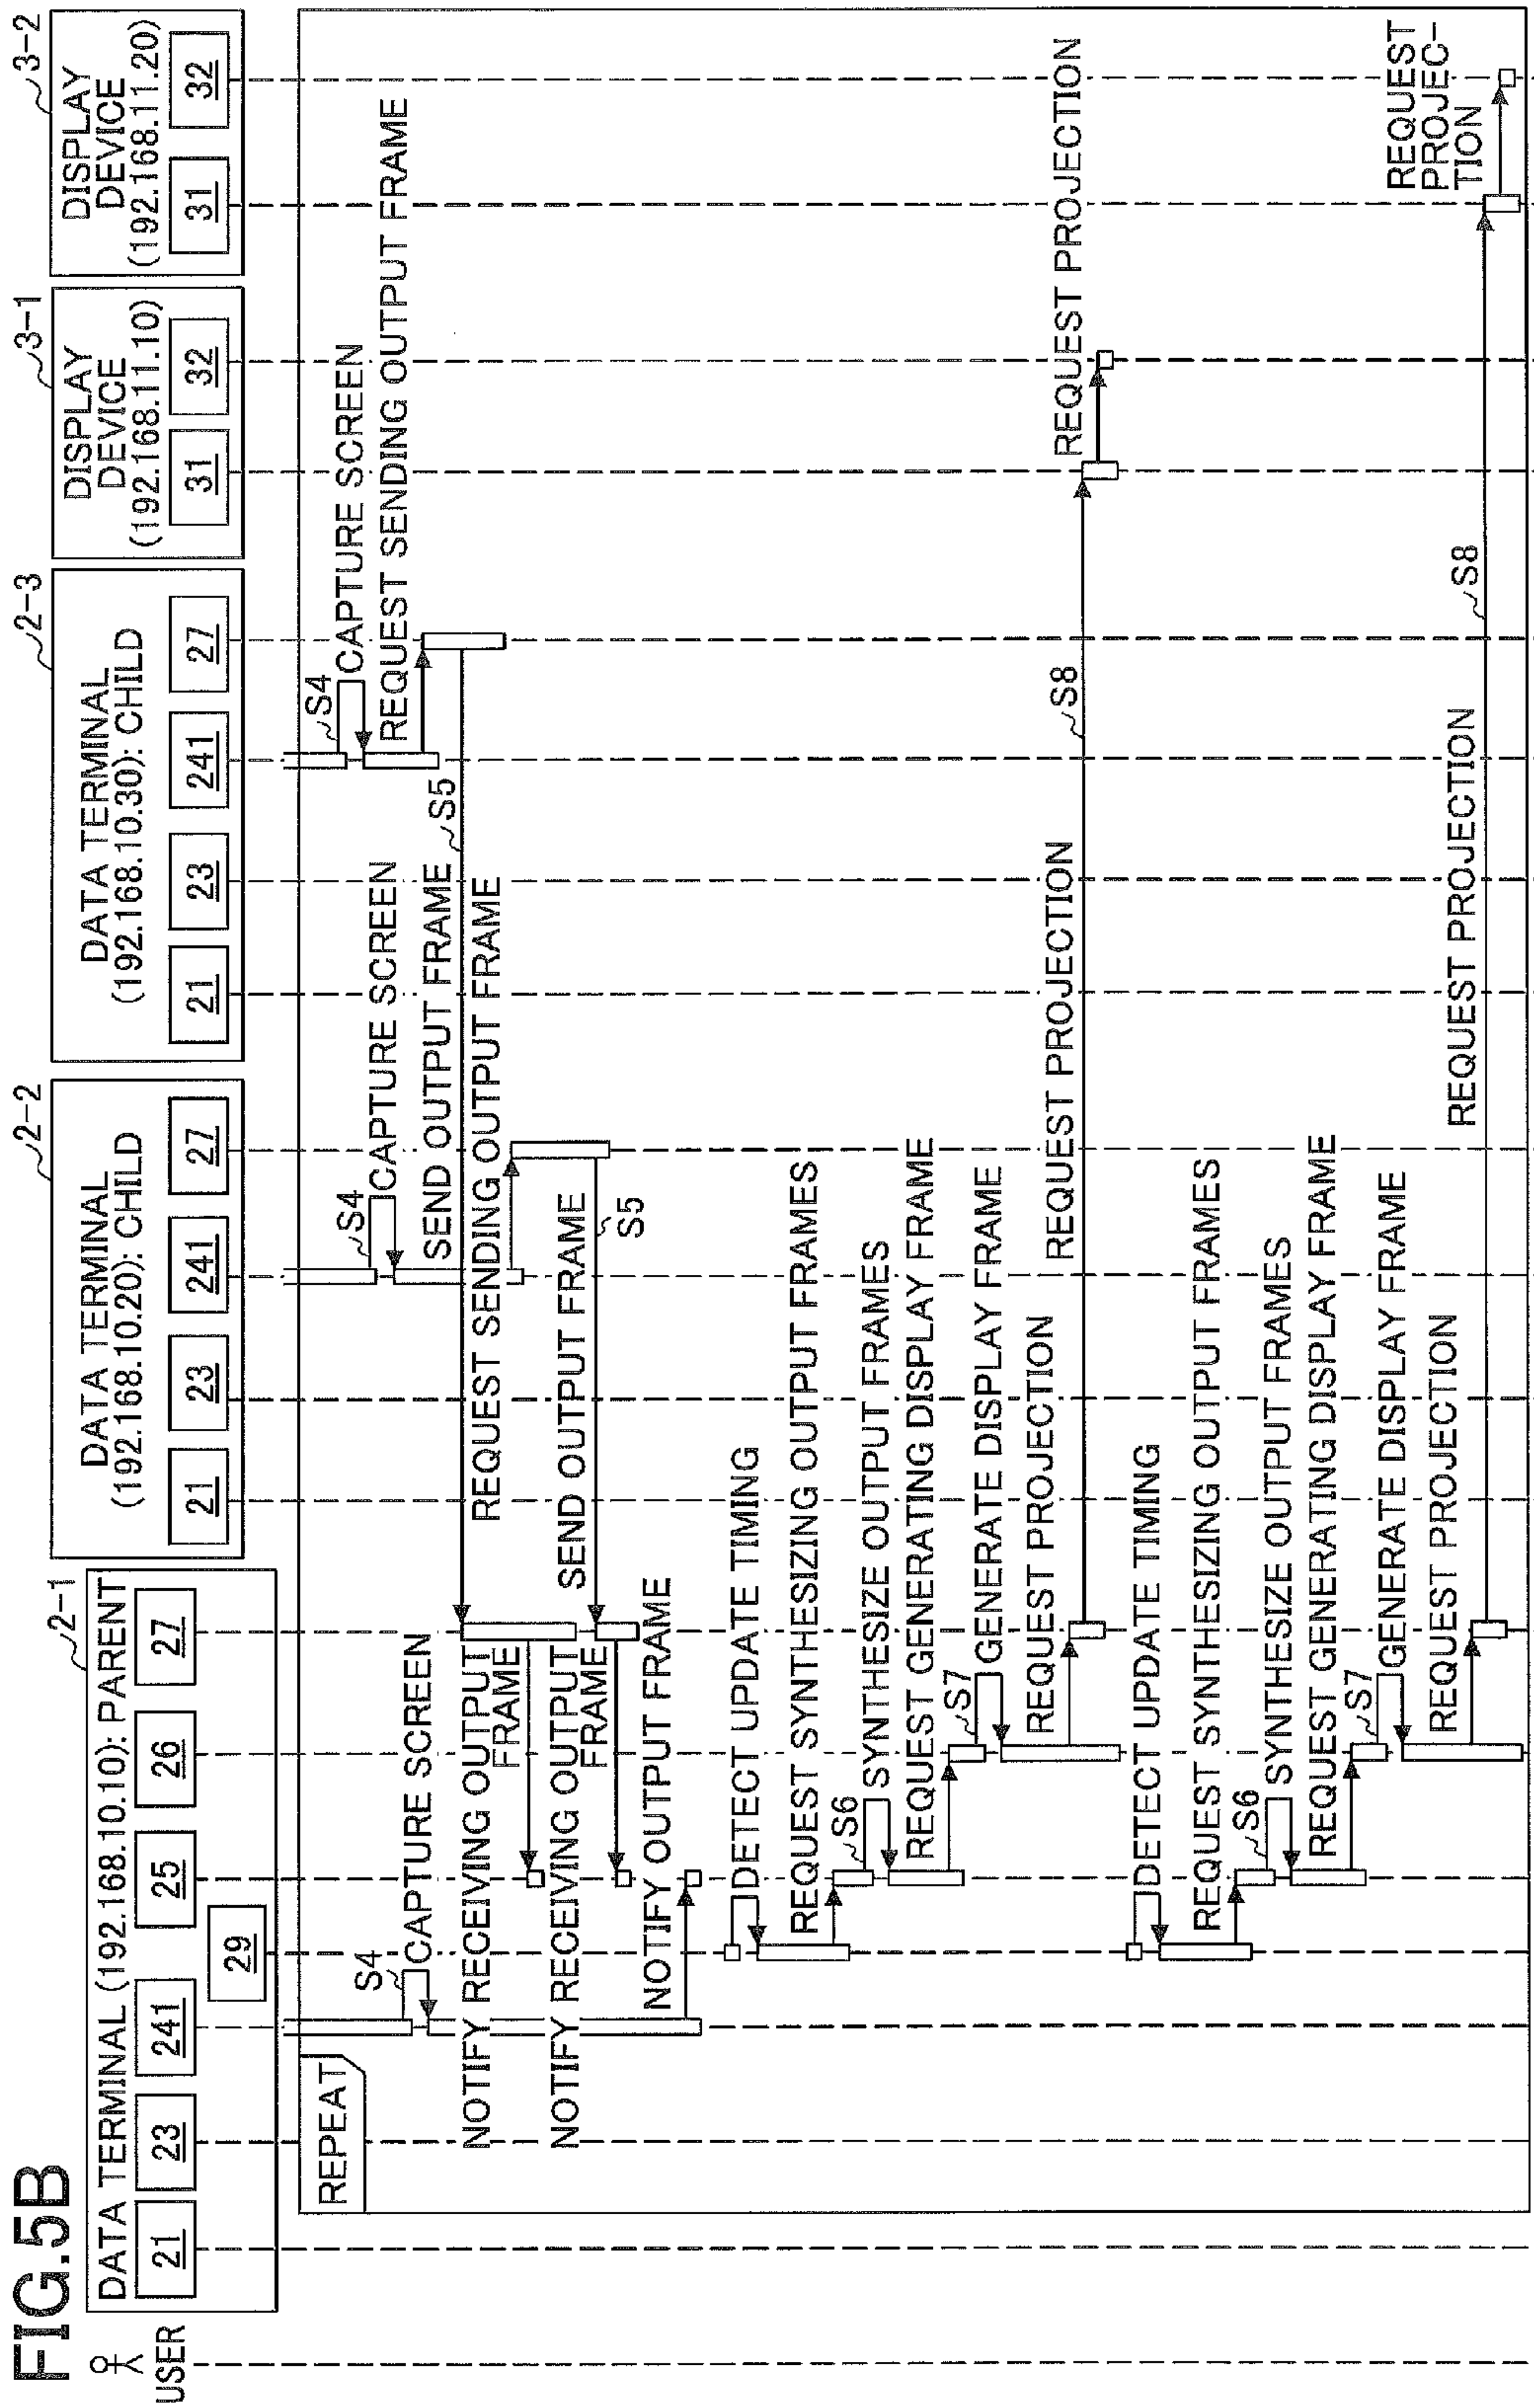 FIG.5B
USER
2-1
DATA TERMINAL (192.168.10.10): PARENT
21
23
241
29
25
26
27
2-2
DATA TERMINAL
(192.168.10.20): CHILD
21
23
241
27
2-3
DATA TERMINAL
(192.168.10.30): CHILD
21
23
241
27
3-1
DISPLAY
DEVICE
(192.168.11.10)
31
32
3-2
DISPLAY
DEVICE
(192.168.11.20)
31
32
REPEAT
S4
CAPTURE SCREEN
REQUEST SENDING OUTPUT FRAME
S4
CAPTURE SCREEN
SEND OUTPUT FRAME
S5
S4
CAPTURE SCREEN
REQUEST SENDING OUTPUT FRAME
NOTIFY RECEIVING OUTPUT
FRAME
SEND OUTPUT FRAME
S5
NOTIFY RECEIVING OUTPUT
FRAME
NOTIFY OUTPUT FRAME
DETECT UPDATE TIMING
REQUEST SYNTHESIZING OUTPUT FRAMES
S6
SYNTHESIZE OUTPUT FRAMES
REQUEST GENERATING DISPLAY FRAME
S7
GENERATE DISPLAY FRAME
REQUEST PROJECTION
REQUEST PROJECTION
S8
REQUEST PROJECTION
DETECT UPDATE TIMING
REQUEST SYNTHESIZING OUTPUT FRAMES
S6
SYNTHESIZE OUTPUT FRAMES
REQUEST GENERATING DISPLAY FRAME
S7
GENERATE DISPLAY FRAME
REQUEST PROJECTION
REQUEST PROJECTION
S8
REQUEST
PROJEC-
TION